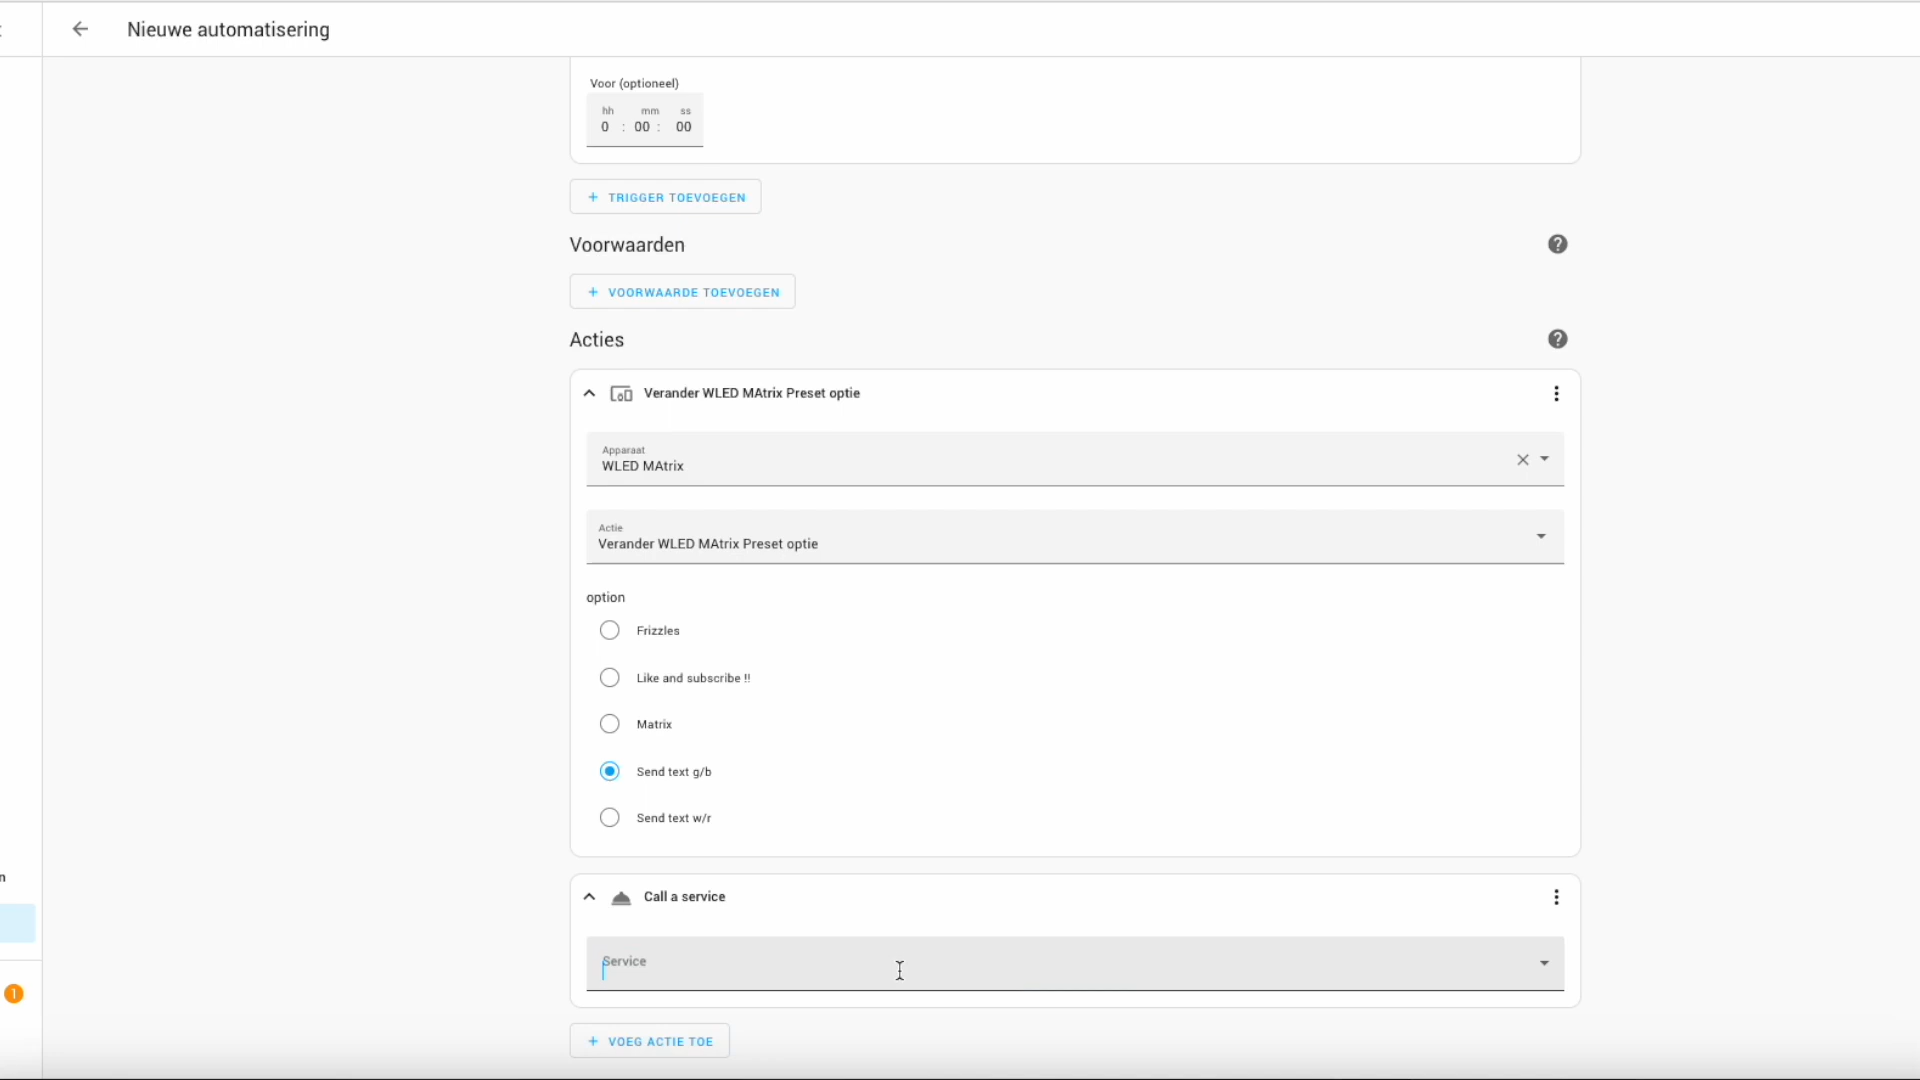 Nieuwe automatisering
Voor (optioneel)
hh mm ss
0 : 00 : 00
+ TRIGGER TOEVOEGEN
Voorwaarden
+ VOORWAARDE TOEVOEGEN
Acties
Verander WLED MAtrix Preset optie
Apparaat
WLED MAtrix
Actie
Verander WLED MAtrix Preset optie
option
Frizzles
Like and subscribe !!
Matrix
Send text g/b
Send text w/r
n
Call a service
Service
1
+ VOEG ACTIE TOE